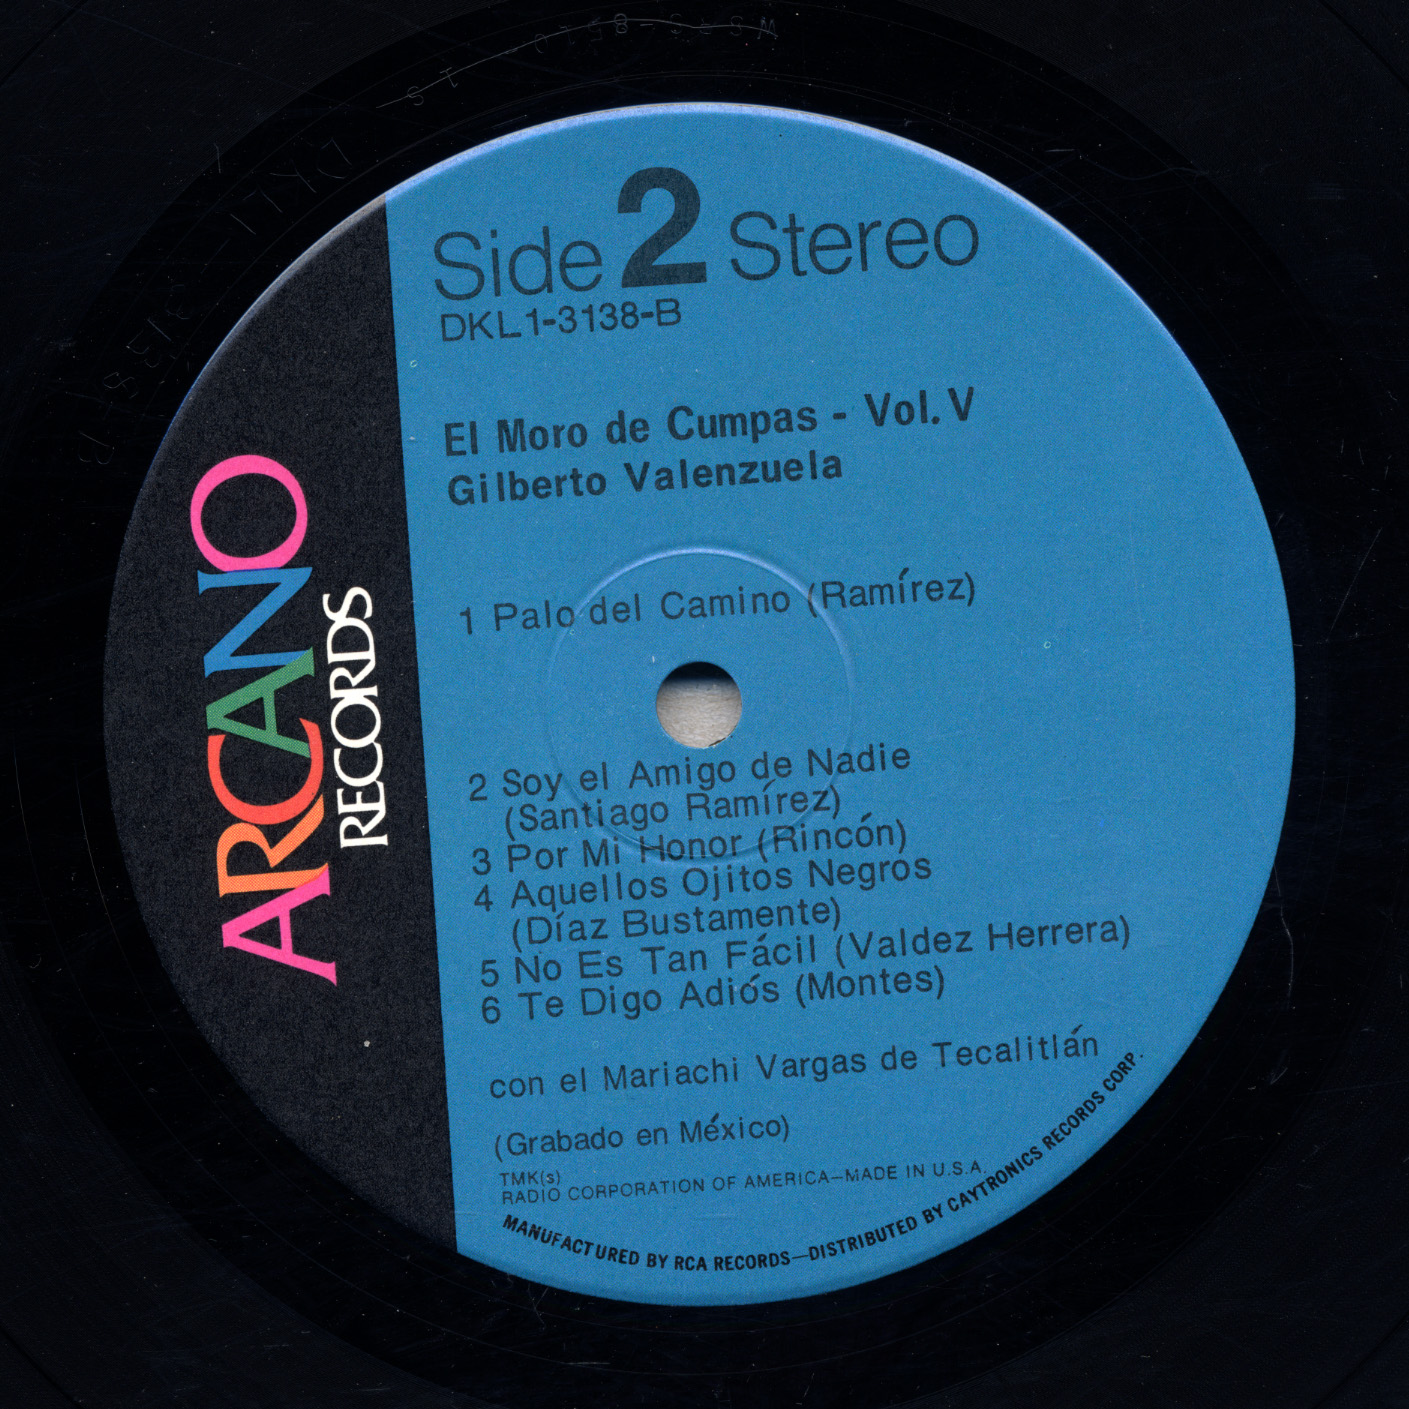 Side 2 Stereo
DKL1-3138-B
El Moro de Cumpas - Vol. V
Gilberto Valenzuela
1 Palo del Camino (Ramírez)
2 Soy el Amigo de Nadie
(Santiago Ramírez)
3 Por Mi Honor (Rincón)
4 Aquellos Ojitos Negros
(Díaz Bustamente)
5 No Es Tan Fácil (Valdez Herrera)
6 Te Digo Adiós (Montes)
con el Mariachi Vargas de Tecalitlán
(Grabado en México)
TMK(s)
RADIO CORPORATION OF AMERICA—MADE IN U.S.A.
MANUFACTURED BY RCA RECORDS—DISTRIBUTED BY CAYTRONICS RECORDS CORP.
ARCANO
RECORDS
DKL1-3138-B